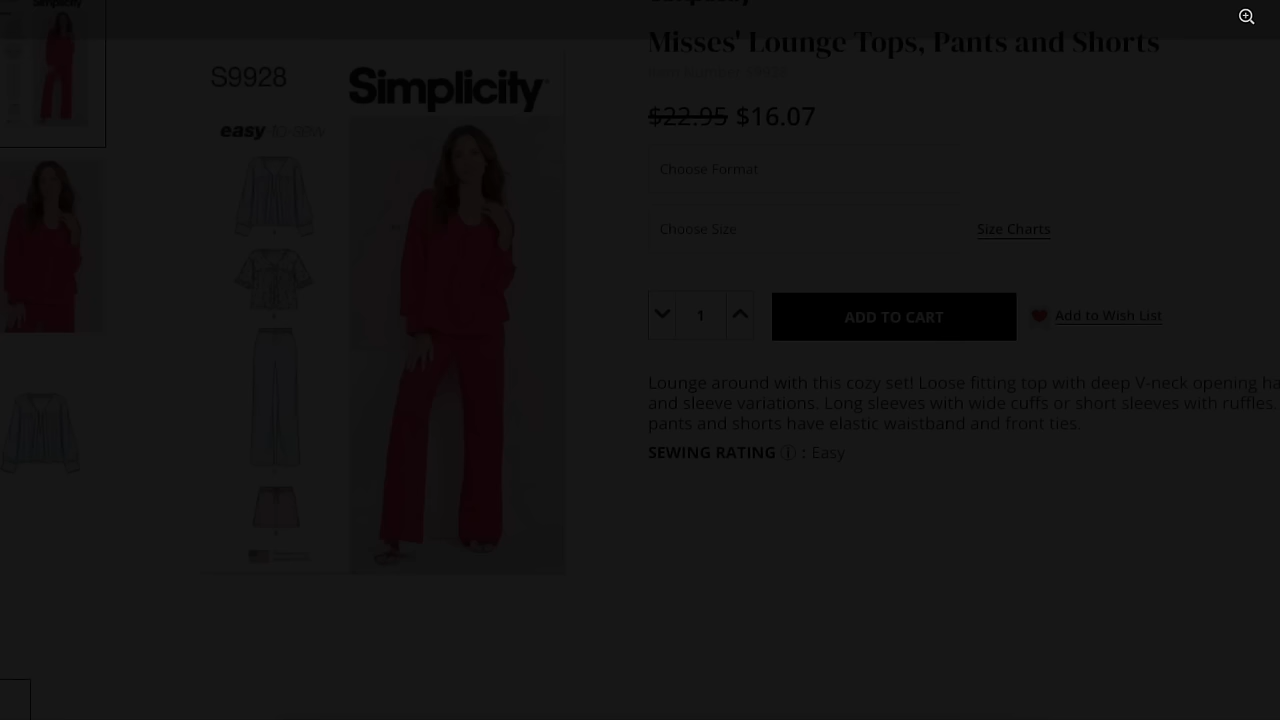 Misses' Lounge Tops, Pants and Shorts
S9928
Simplicity
$22.95 $16.07
easy-to-sew
Choose Format
Choose Size
Size Charts
1
ADD TO CART
Add to Wish List
Lounge around with this cozy set! Loose fitting top with deep V-neck opening ha
and sleeve variations. Long sleeves with wide cuffs or short sleeves with ruffles.
pants and shorts have elastic waistband and front ties.
SEWING RATING ⓘ : Easy